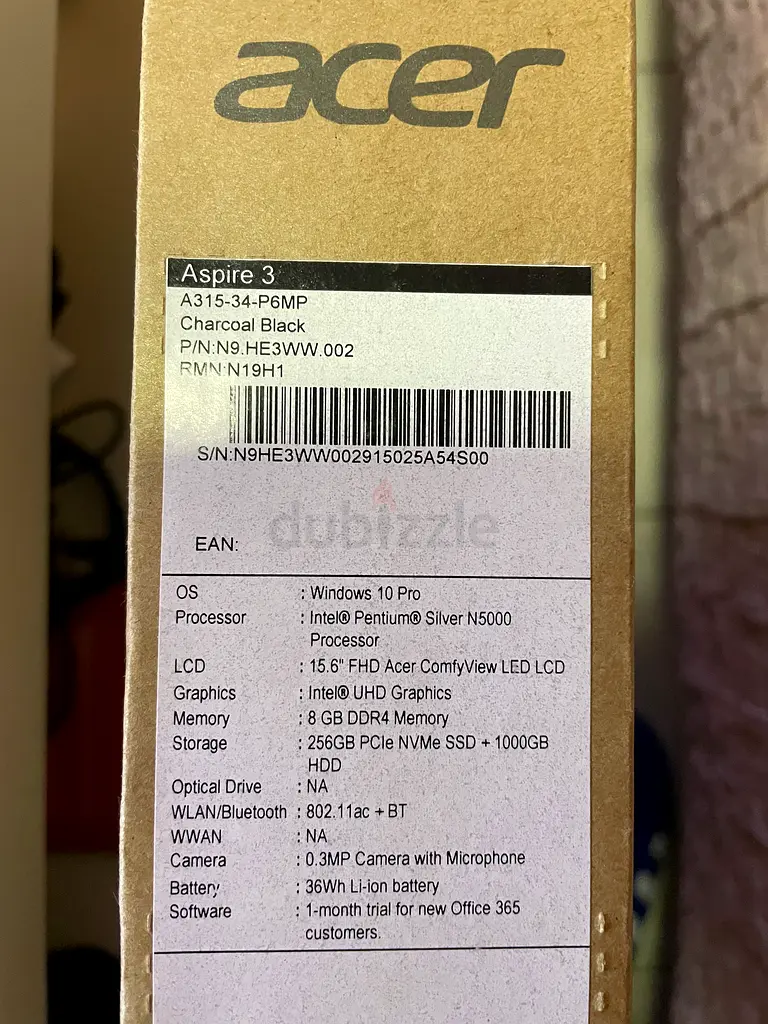 acer
Aspire 3
A315-34-P6MP
Charcoal Black
P/N:N9.HE3WW.002
RMN:N19H1
S/N:N9HE3WW002915025A54S00
dubizzle
EAN:
OS : Windows 10 Pro
Processor : Intel® Pentium® Silver N5000
Processor
LCD : 15.6" FHD Acer ComfyView LED LCD
Graphics : Intel® UHD Graphics
Memory : 8 GB DDR4 Memory
Storage : 256GB PCIe NVMe SSD + 1000GB
HDD
Optical Drive : NA
WLAN/Bluetooth : 802.11ac + BT
WWAN : NA
Camera : 0.3MP Camera with Microphone
Battery : 36Wh Li-ion battery
Software : 1-month trial for new Office 365
customers.